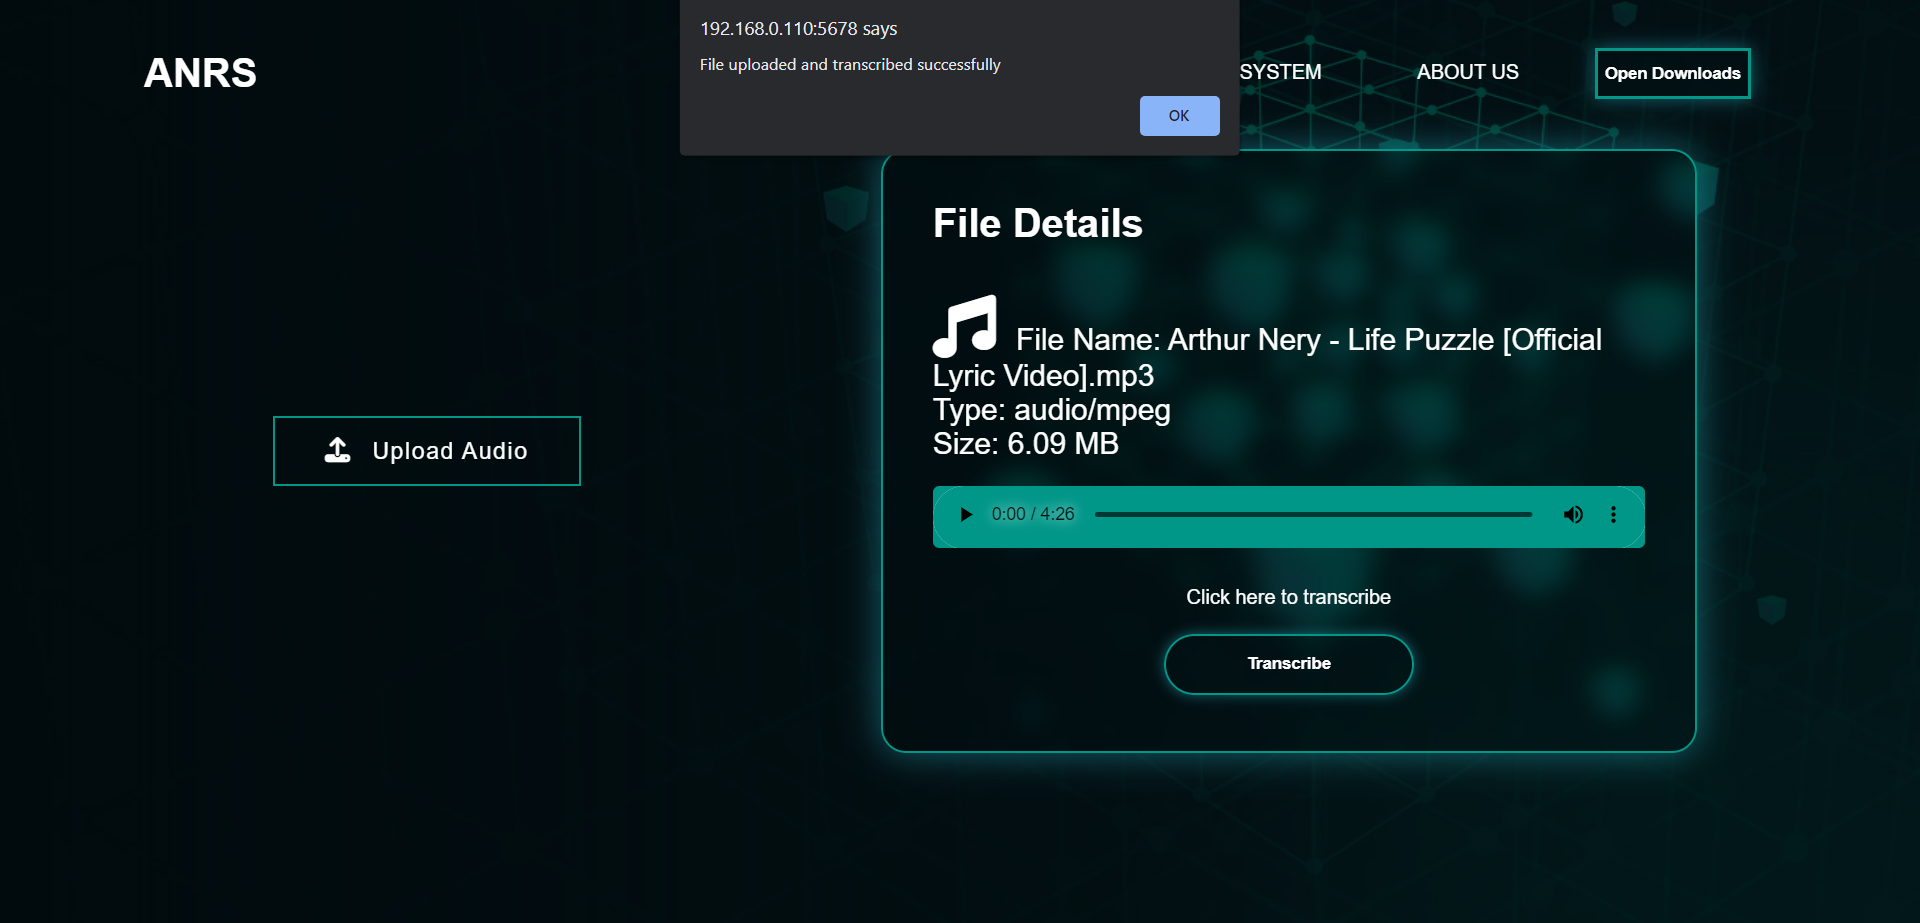 192.168.0.110:5678 says
File uploaded and transcribed successfully
OK
ANRS
SYSTEM
ABOUT US
Open Downloads
File Details
File Name: Arthur Nery - Life Puzzle [Official
Lyric Video].mp3
Type: audio/mpeg
Size: 6.09 MB
Upload Audio
0:00 / 4:26
Click here to transcribe
Transcribe